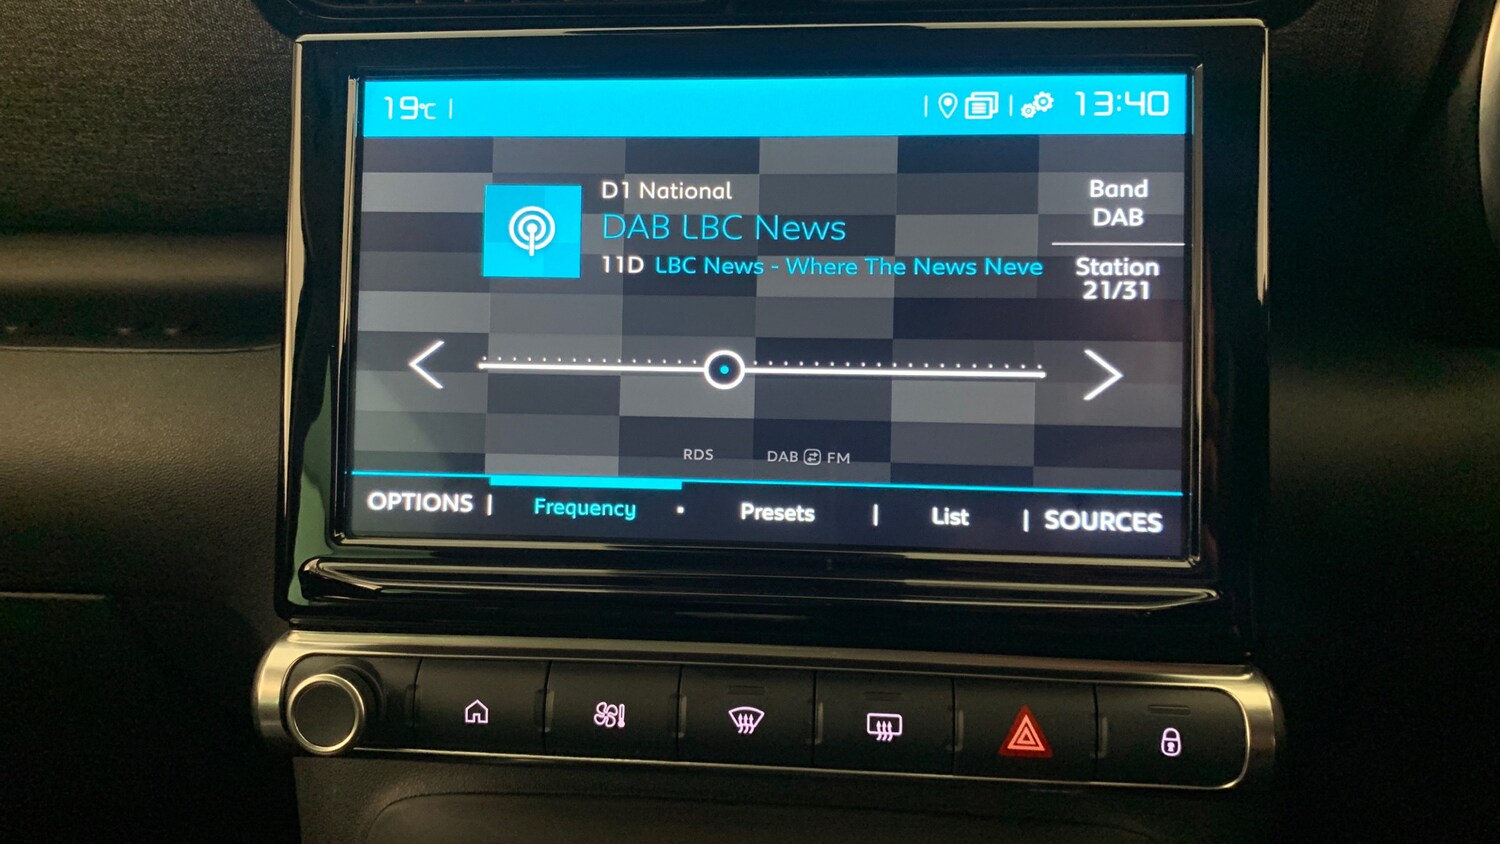 19°C | | | 13:40
D1 National
DAB LBC News
11D LBC News - Where The News Neve
Band
DAB
Station
21/31
RDS DAB FM
OPTIONS | Frequency • Presets | List | SOURCES